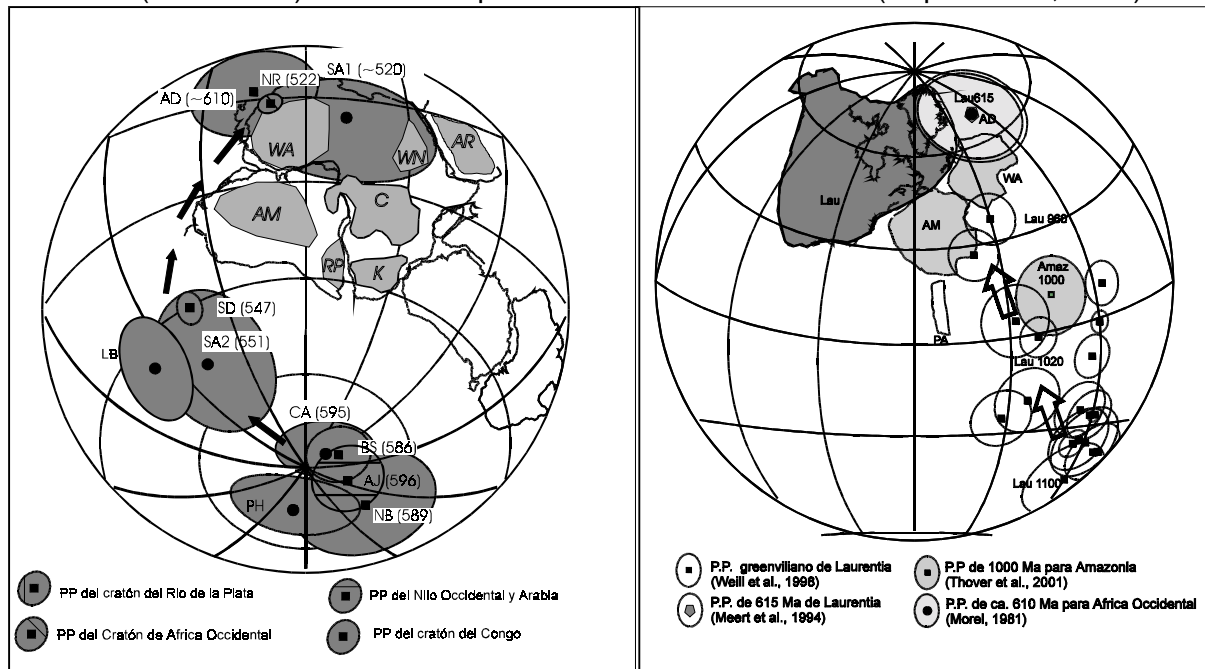 SA1 (~520)
NR (522
AD (~610)
WA
WN
AR
AM
C
RP
K
SD (547)
SA2 (551)
LB
CA (595)
BS (586)
AJ (596)
PH
NB (589)
PP del cratón del Rio de la Plata
PP del Nilo Occidental y Arabia
PP del Cratón de Africa Occidental
PP del cratón del Congo
Lau615
AD
WA
Lau
AM
Lau 960
Amaz
1000
PA
Lau 1020
Lau 1100
P.P. greenviliano de Laurentia
(Weill et al., 1998)
P.P. de 615 Ma de Laurentia
(Meert et al., 1994)
P.P de 1000 Ma para Amazonia
(Thover et al., 2001)
P.P. de ca. 610 Ma para Africa Occidental
(Morel, 1981)